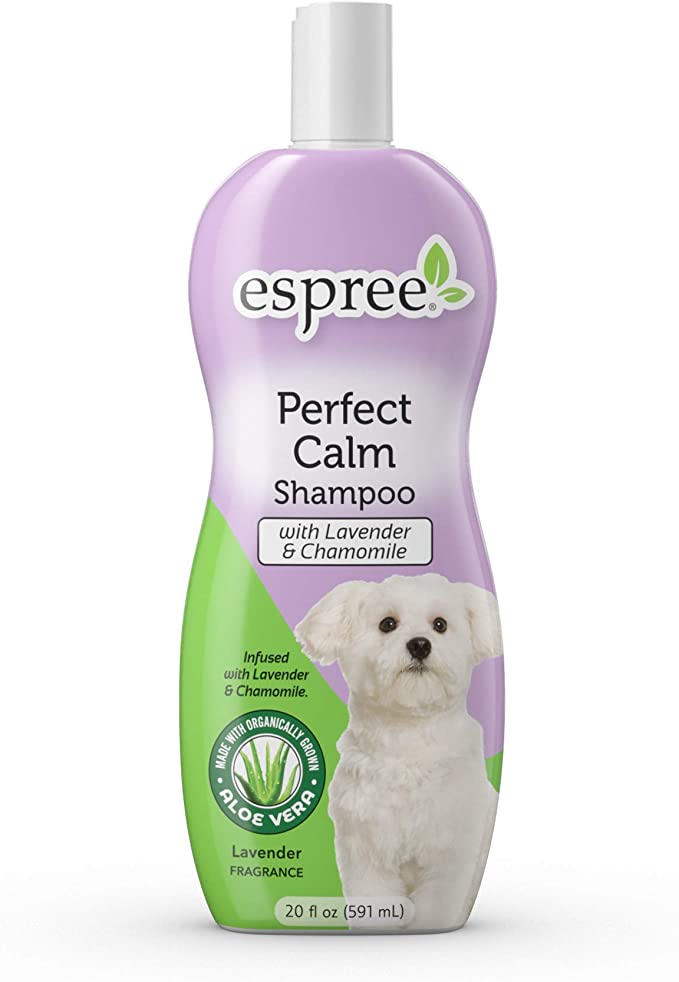 espree®
Perfect
Calm
Shampoo
with Lavender
& Chamomile
Infused
with Lavender
& Chamomile.
• MADE WITH ORGANICALLY GROWN •
ALOE VERA
Lavender
FRAGRANCE
20 fl oz (591 mL)